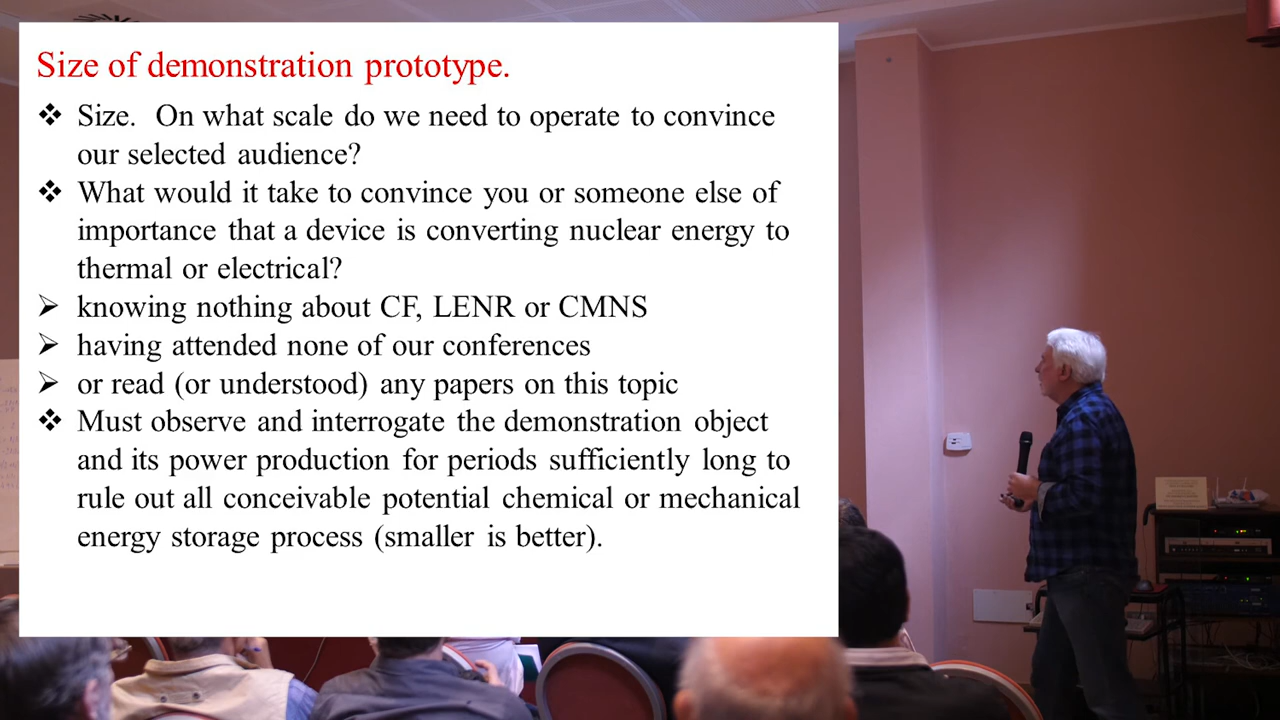 Size of demonstration prototype.
❖ Size. On what scale do we need to operate to convince
our selected audience?
❖ What would it take to convince you or someone else of
importance that a device is converting nuclear energy to
thermal or electrical?
➢ knowing nothing about CF, LENR or CMNS
➢ having attended none of our conferences
➢ or read (or understood) any papers on this topic
❖ Must observe and interrogate the demonstration object
and its power production for periods sufficiently long to
rule out all conceivable potential chemical or mechanical
energy storage process (smaller is better).